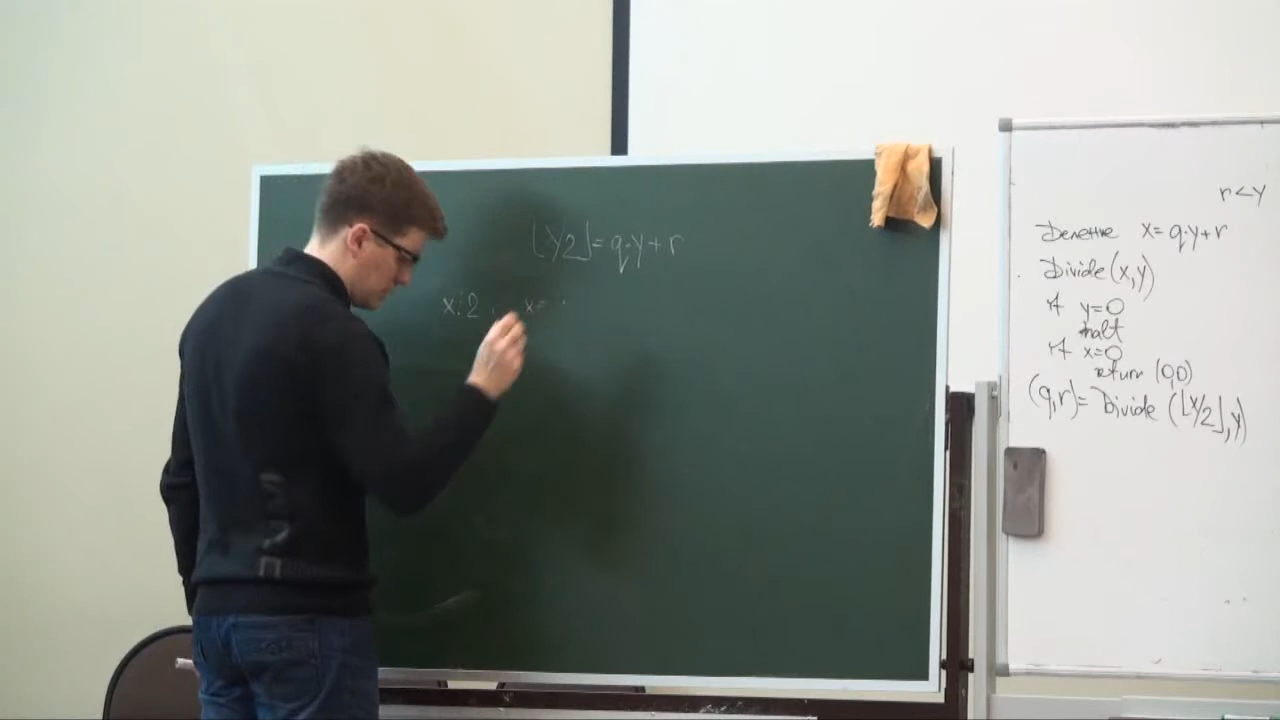 ⌊x/2⌋=q·y+r
x⋮2, x=
r<y
Деление x=q·y+r
Divide(x,y)
if y=0
halt
if x=0
return (0,0)
(q,r)=Divide(⌊x/2⌋,y)